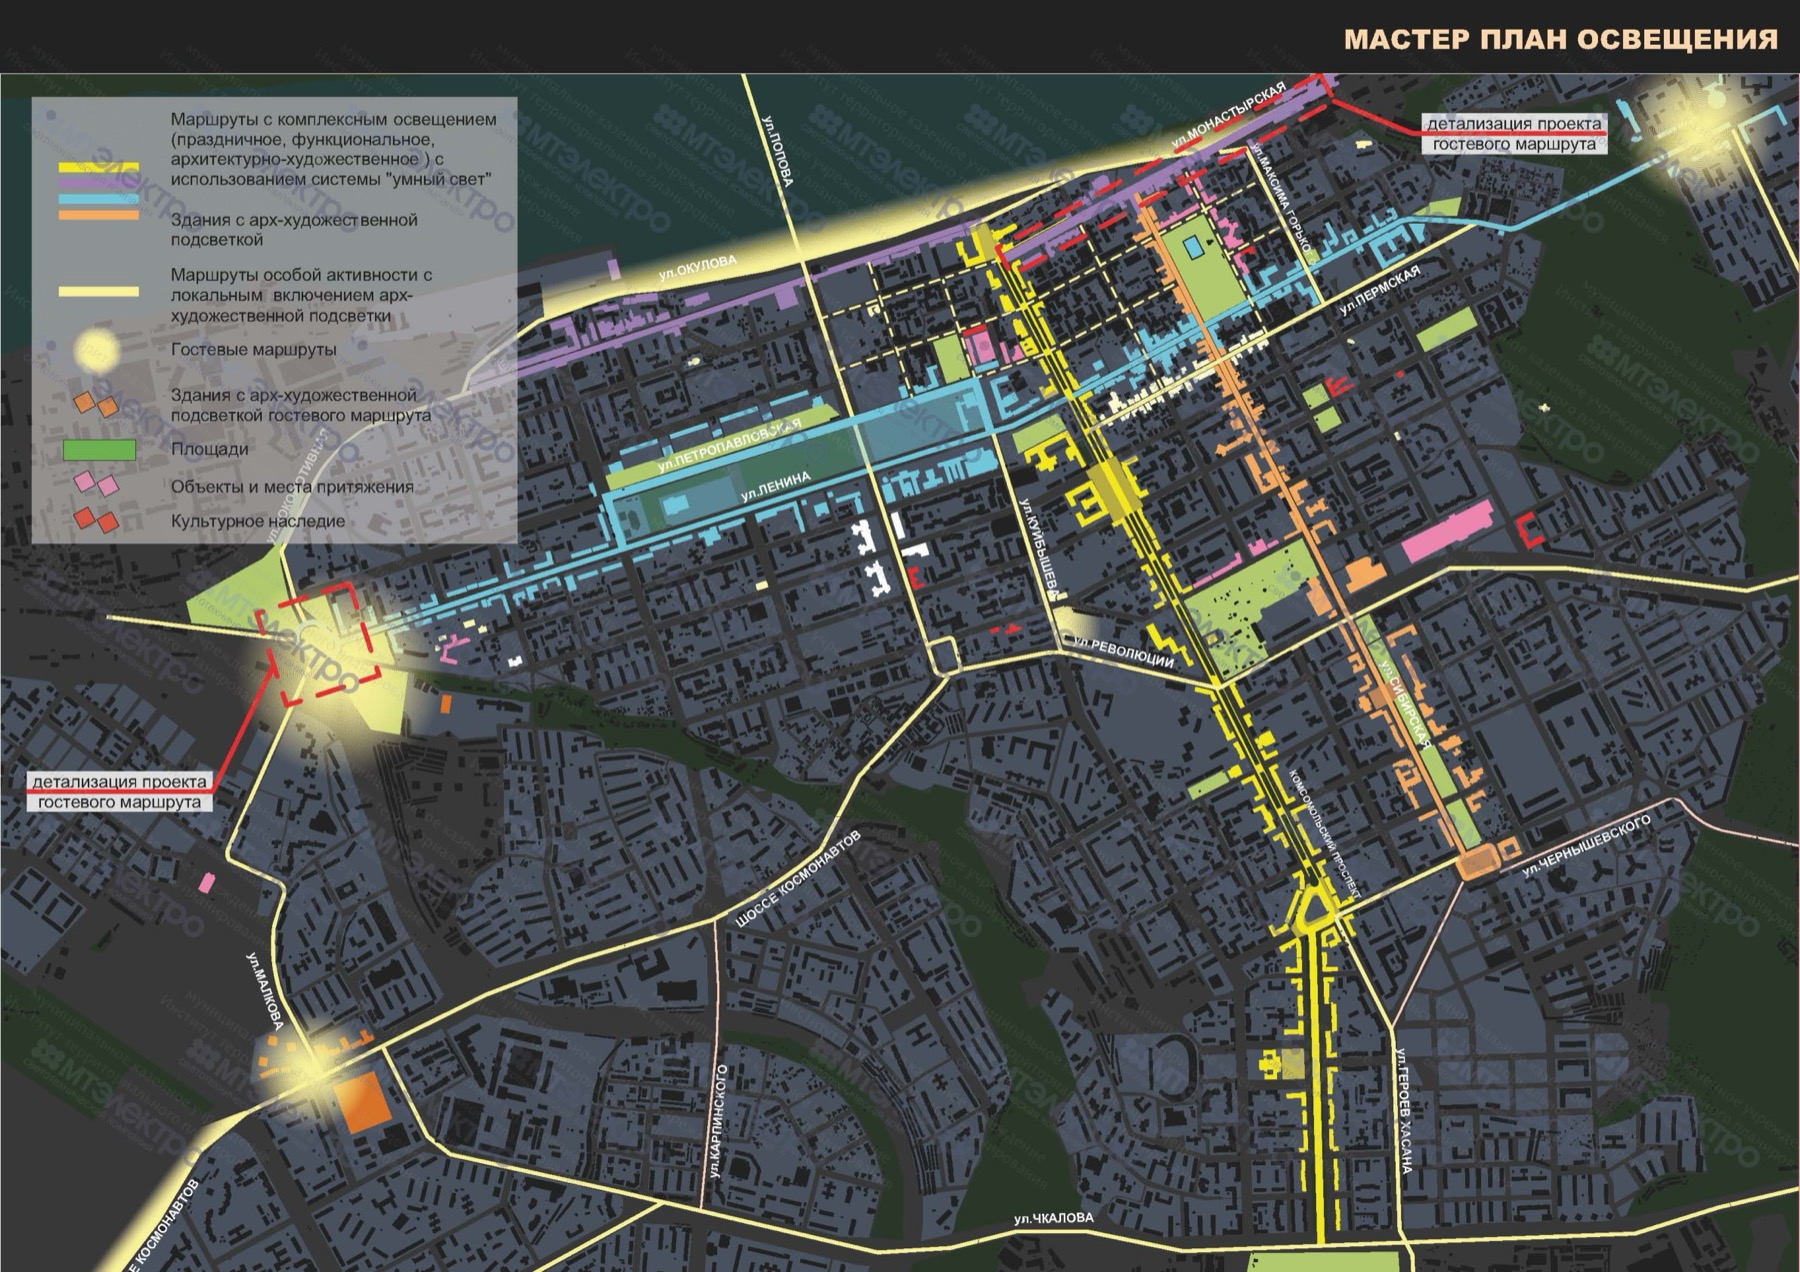 МАСТЕР ПЛАН ОСВЕЩЕНИЯ
Маршруты с комплексным освещением
(праздничное, функциональное,
архитектурно-художественное ) с
использованием системы "умный свет"
Здания с арх-художественной
подсветкой
Маршруты особой активности с
локальным включением арх-
художественной подсветки
Гостевые маршруты
Здания с арх-художественной
подсветкой гостевого маршрута
Площади
Объекты и места притяжения
Культурное наследие
детализация проекта
гостевого маршрута
ул.ПОПОВА
ул.МОНАСТЫРСКАЯ
ул.МАКСИМА ГОРЬКОГО
ул.ОКУЛОВА
ул.ПЕРМСКАЯ
ул.ПЕТРОПАВЛОВСКАЯ
ул.ЛЕНИНА
ул.ЛОКОМОТИВНАЯ
ул.КУЙБЫШЕВА
ул.РЕВОЛЮЦИИ
ул.СИБИРСКАЯ
КОМСОМОЛЬСКИЙ ПРОСПЕКТ
детализация проекта
гостевого маршрута
ул.ЧЕРНЫШЕВСКОГО
ШОССЕ КОСМОНАВТОВ
ул.МАЛКОВА
ул.КАРПИНСКОГО
ул.ГЕРОЕВ ХАСАНА
ул.ЧКАЛОВА
Е КОСМОНАВТОВ
МТЭЛЕКТРО